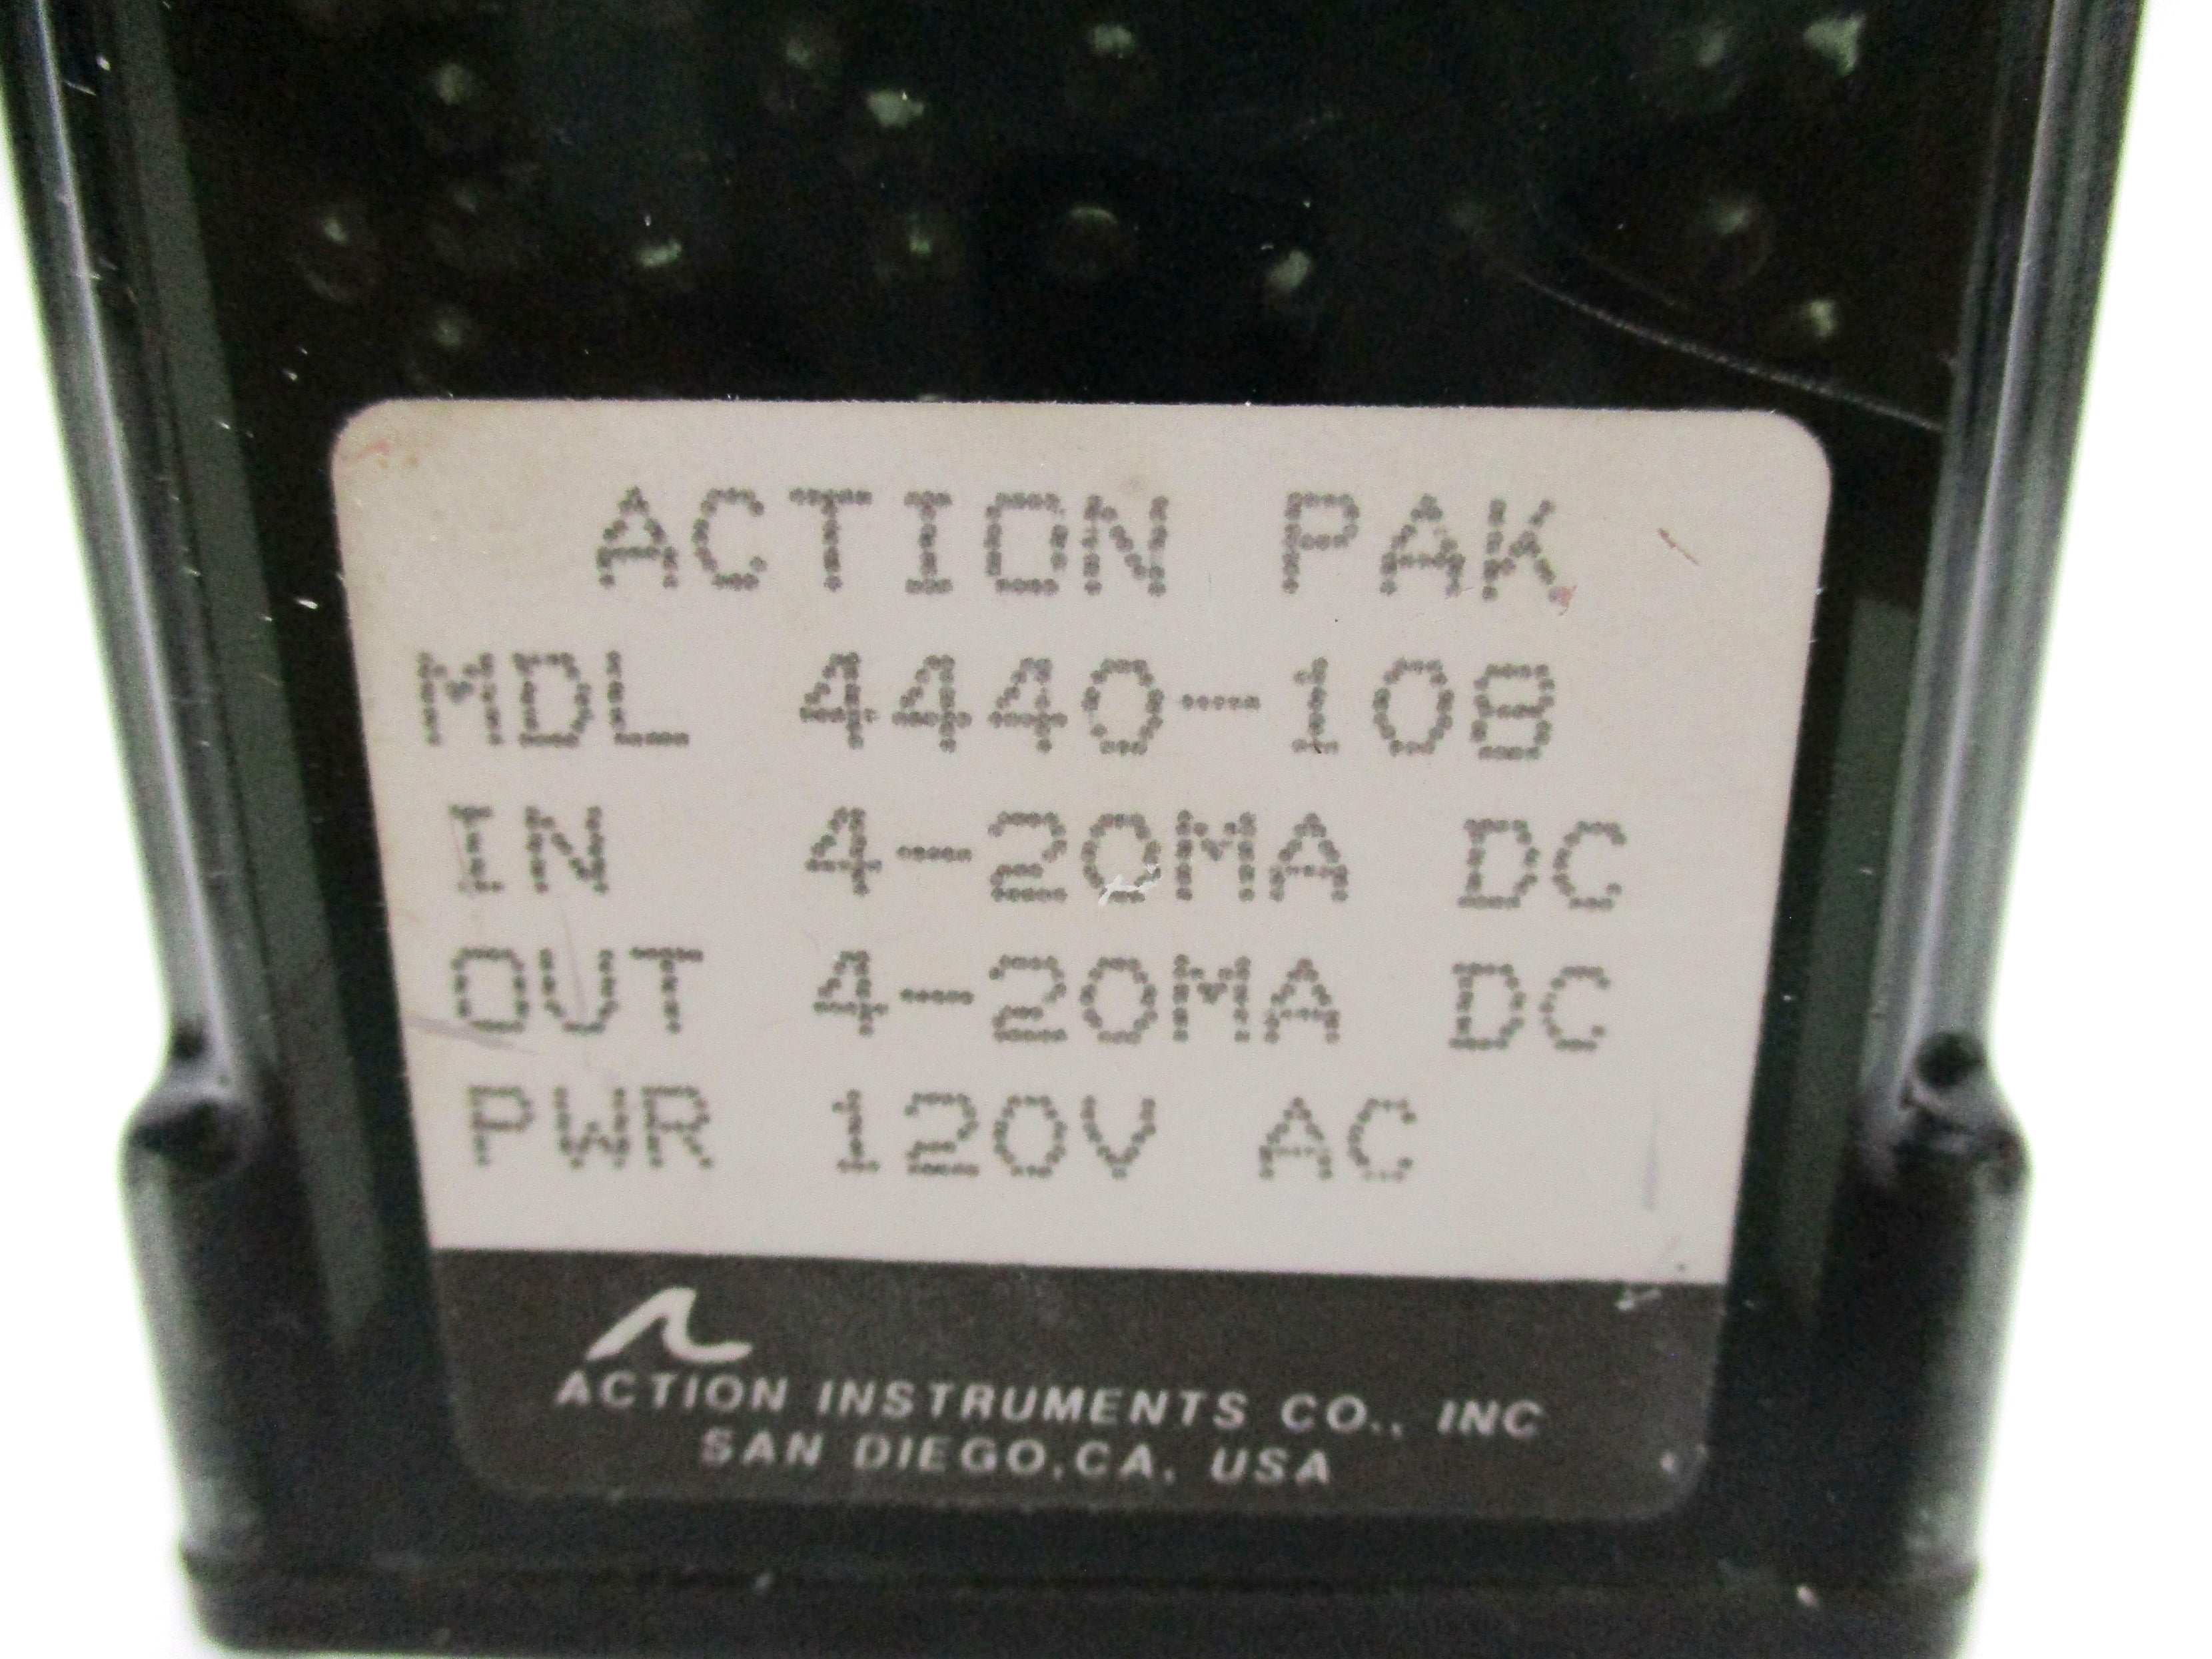 ACTION PAK
MDL 4440-108
IN 4-20MA DC
OUT 4-20MA DC
PWR 120V AC
ACTION INSTRUMENTS CO., INC
SAN DIEGO, CA. USA